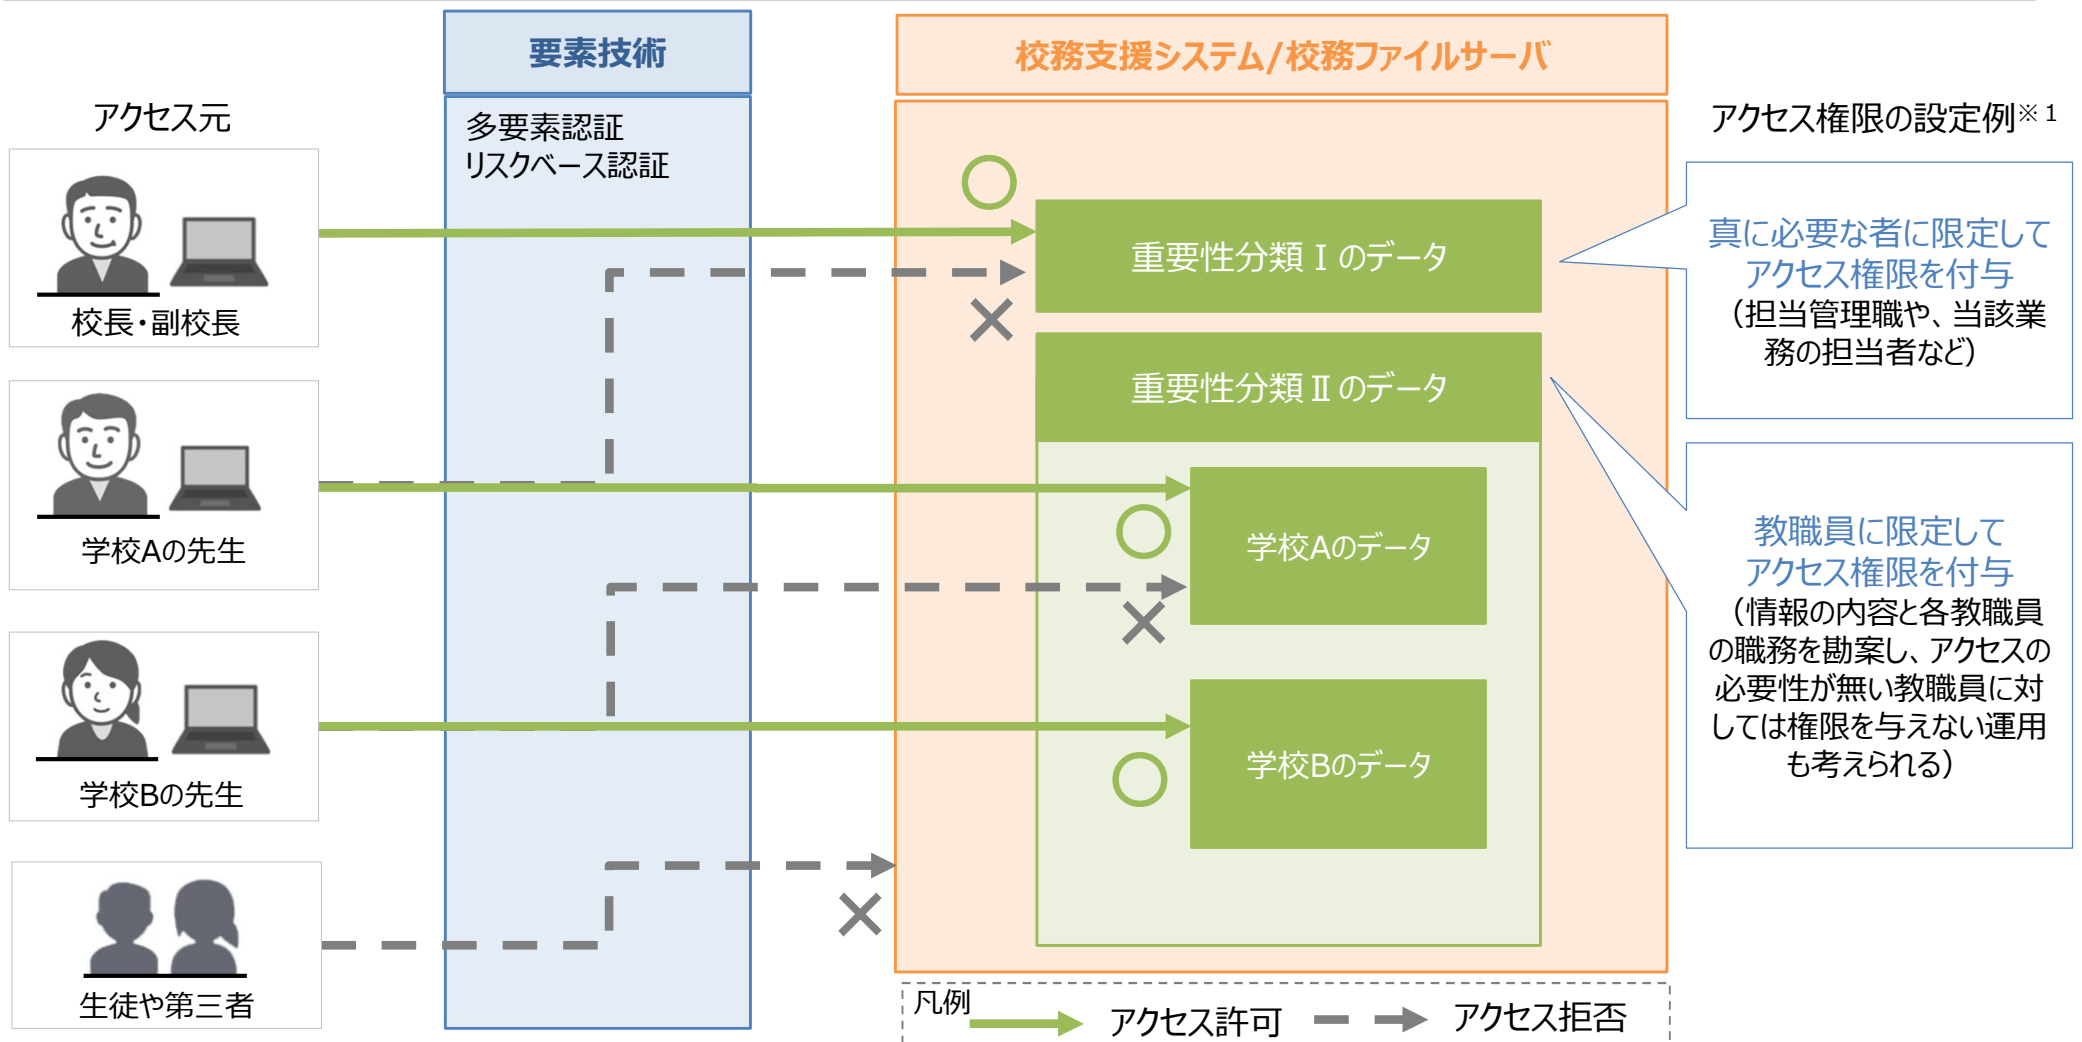 要素技術
校務支援システム/校務ファイルサーバ
アクセス元
多要素認証
リスクベース認証
アクセス権限の設定例※1
校長・副校長
学校Aの先生
学校Bの先生
生徒や第三者
重要性分類Ⅰのデータ
重要性分類Ⅱのデータ
学校Aのデータ
学校Bのデータ
真に必要な者に限定して
アクセス権限を付与
（担当管理職や、当該業
務の担当者など）
教職員に限定して
アクセス権限を付与
（情報の内容と各教職員
の職務を勘案し、アクセスの
必要性が無い教職員に対
しては権限を与えない運用
も考えられる）
凡例
アクセス許可
アクセス拒否